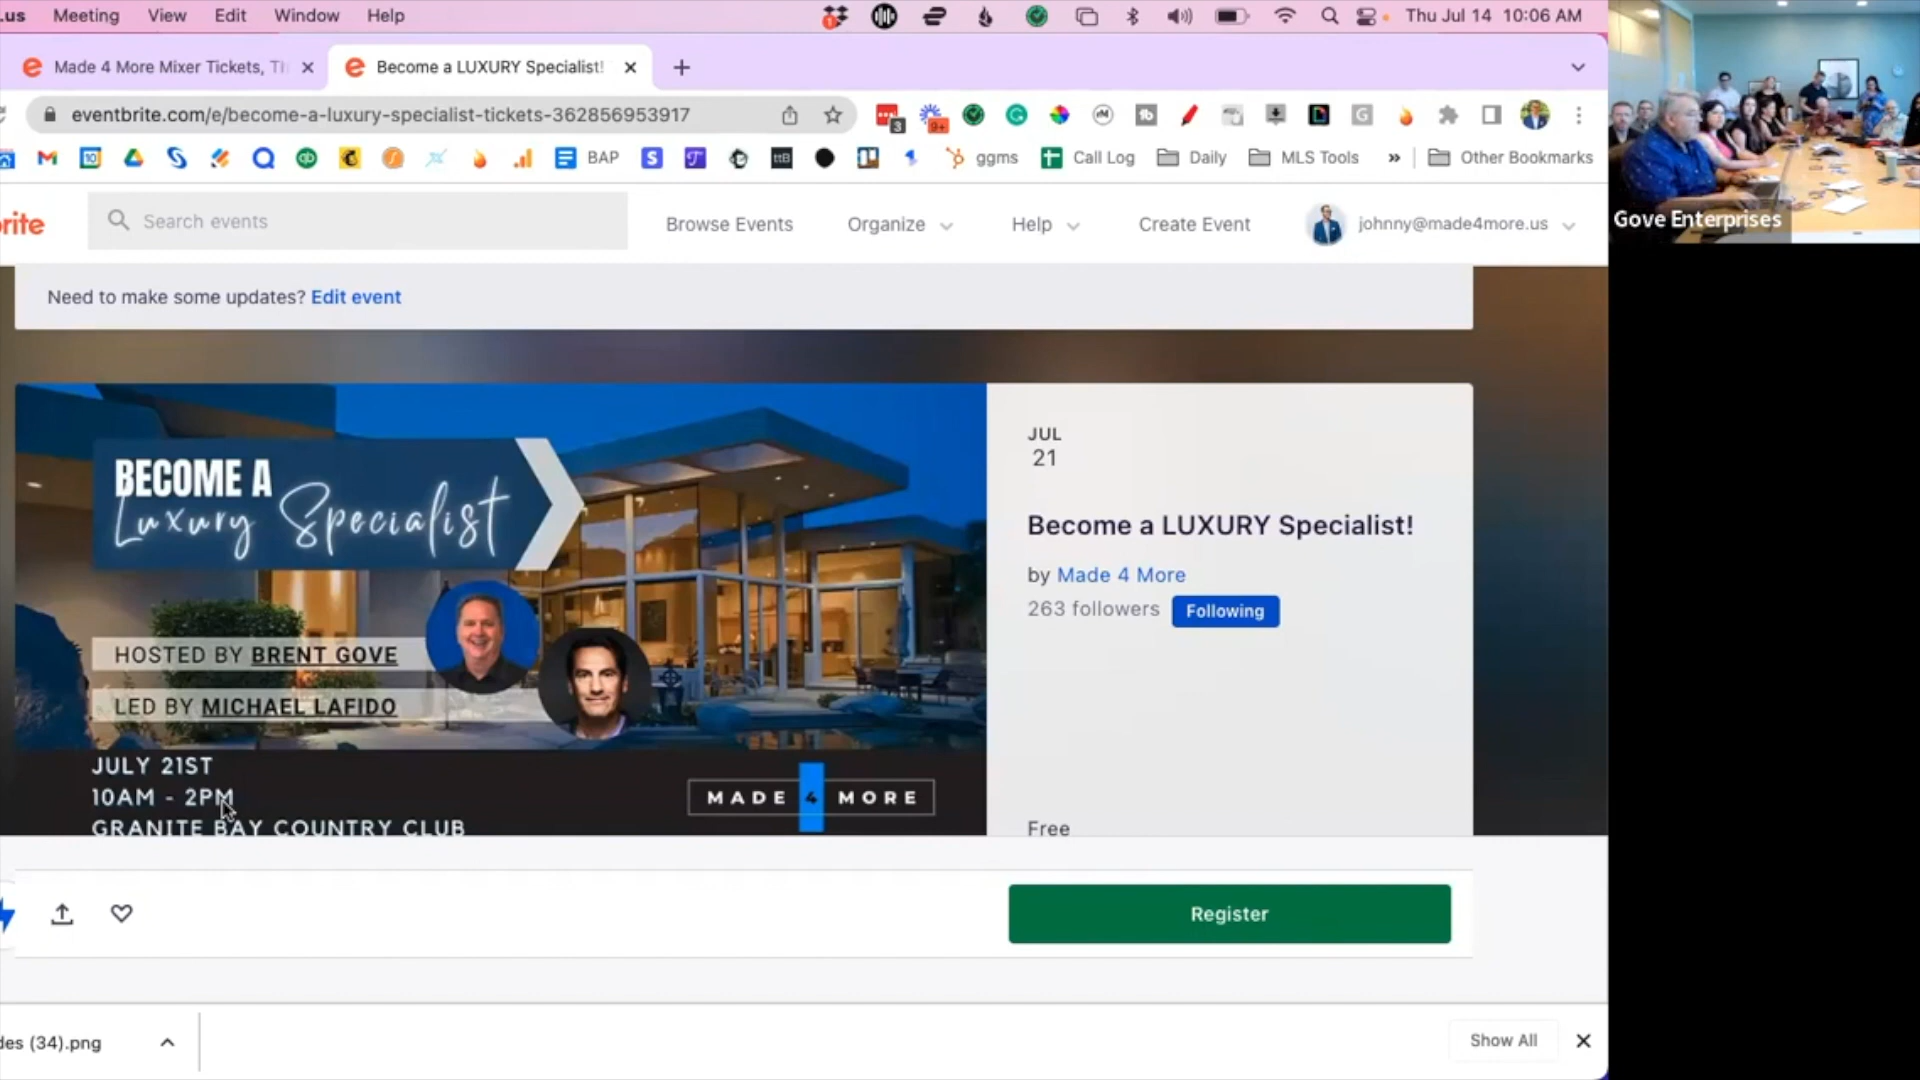 .us Meeting View Edit Window Help Thu Jul 14 10:06 AM
Made 4 More Mixer Tickets, Th Become a LUXURY Specialist!
eventbrite.com/e/become-a-luxury-specialist-tickets-362856953917
BAP ggms Call Log Daily MLS Tools » Other Bookmarks
brite Search events Browse Events Organize Help Create Event johnny@made4more.us
Gove Enterprises
Need to make some updates? Edit event
BECOME A
Luxury Specialist
HOSTED BY BRENT GOVE
LED BY MICHAEL LAFIDO
JULY 21ST
10AM - 2PM
GRANITE BAY COUNTRY CLUB
MADE 4 MORE
JUL
21
Become a LUXURY Specialist!
by Made 4 More
263 followers Following
Free
Register
des (34).png Show All